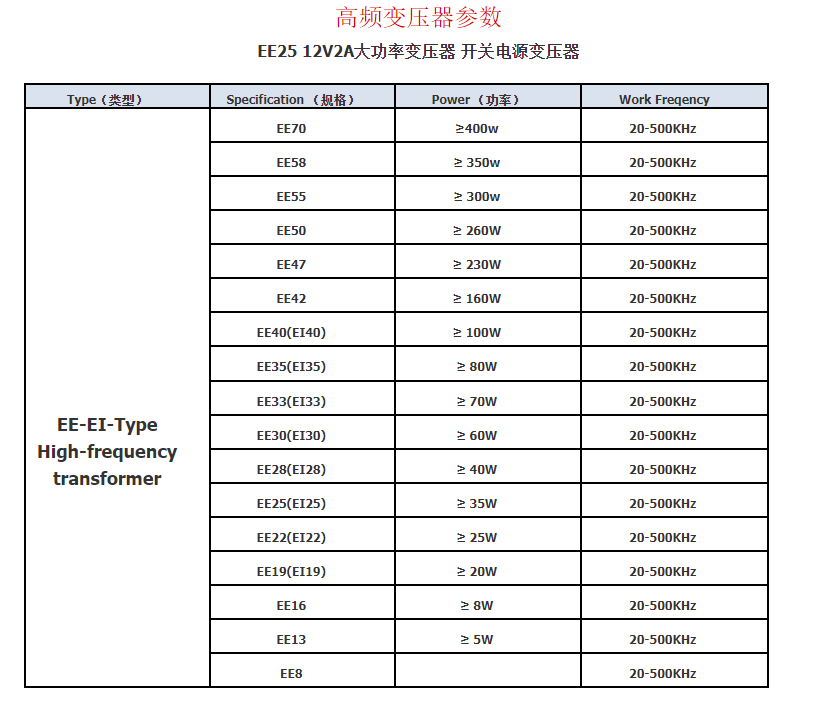 高频变压器参数
EE25 12V2A大功率变压器 开关电源变压器
Type（类型） Specification （规格） Power （功率） Work Freqency
EE70 ≥400w 20-500KHz
EE58 ≥ 350w 20-500KHz
EE55 ≥ 300w 20-500KHz
EE50 ≥ 260W 20-500KHz
EE47 ≥ 230W 20-500KHz
EE42 ≥ 160W 20-500KHz
EE40(EI40) ≥ 100W 20-500KHz
EE35(EI35) ≥ 80W 20-500KHz
EE33(EI33) ≥ 70W 20-500KHz
EE30(EI30) ≥ 60W 20-500KHz
EE28(EI28) ≥ 40W 20-500KHz
EE25(EI25) ≥ 35W 20-500KHz
EE22(EI22) ≥ 25W 20-500KHz
EE19(EI19) ≥ 20W 20-500KHz
EE16 ≥ 8W 20-500KHz
EE13 ≥ 5W 20-500KHz
EE8 20-500KHz
EE-EI-Type
High-frequency
transformer